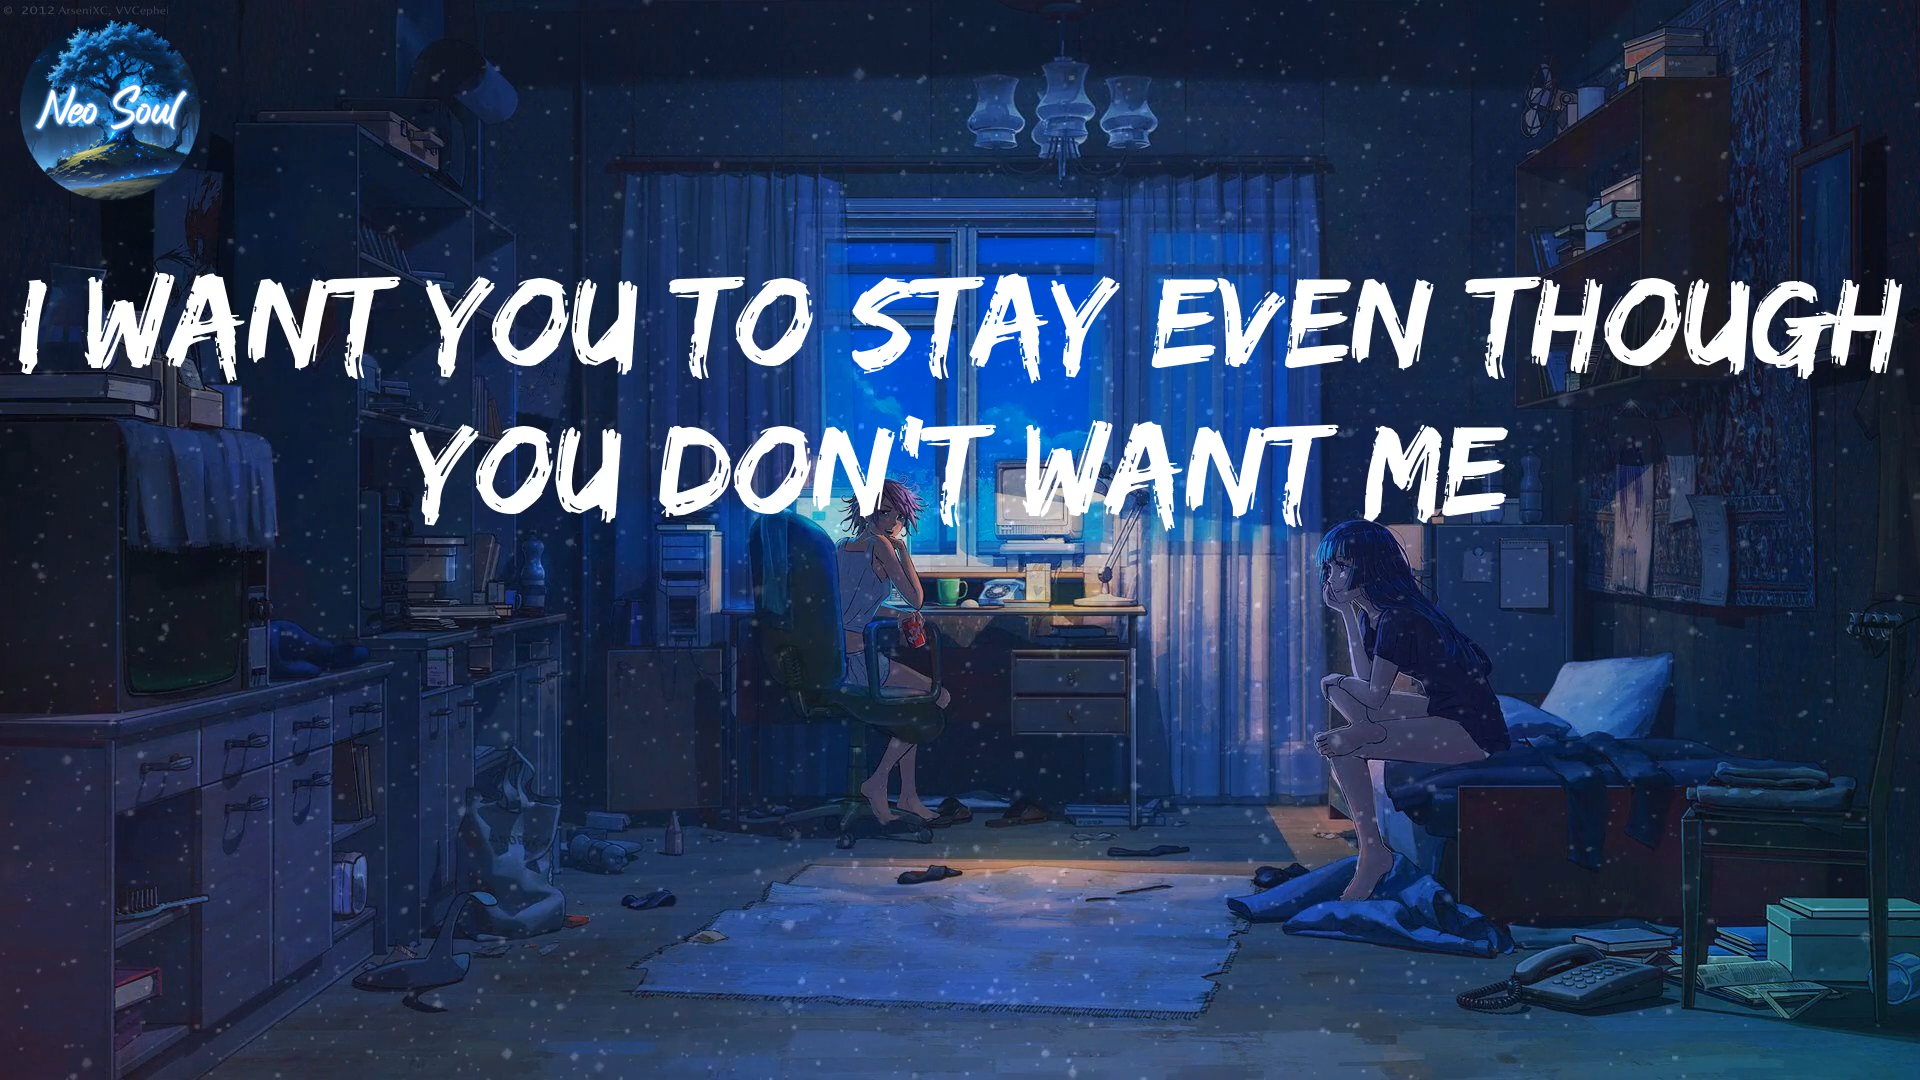 © 2012 ArseniXC, VVCephei
Neo Soul
I WANT YOU TO STAY EVEN THOUGH
YOU DON'T WANT ME